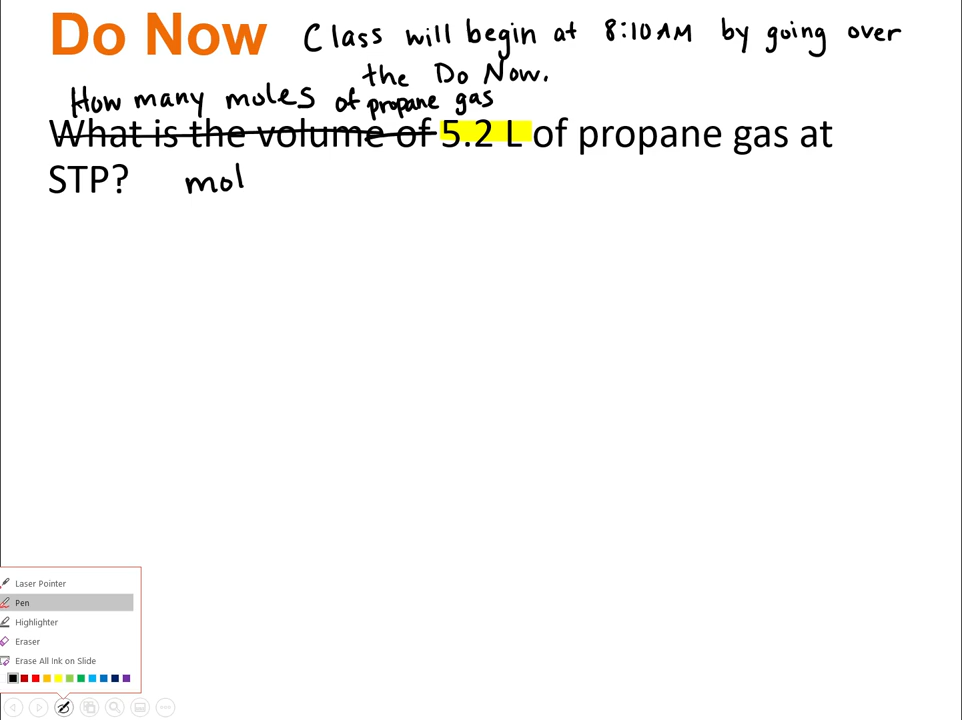 Do Now Class will begin at 8:10AM by going over
the Do Now.
How many moles of propane gas
What is the volume of 5.2 L of propane gas at
STP? mol
Laser Pointer
Pen
Highlighter
Eraser
Erase All Ink on Slide